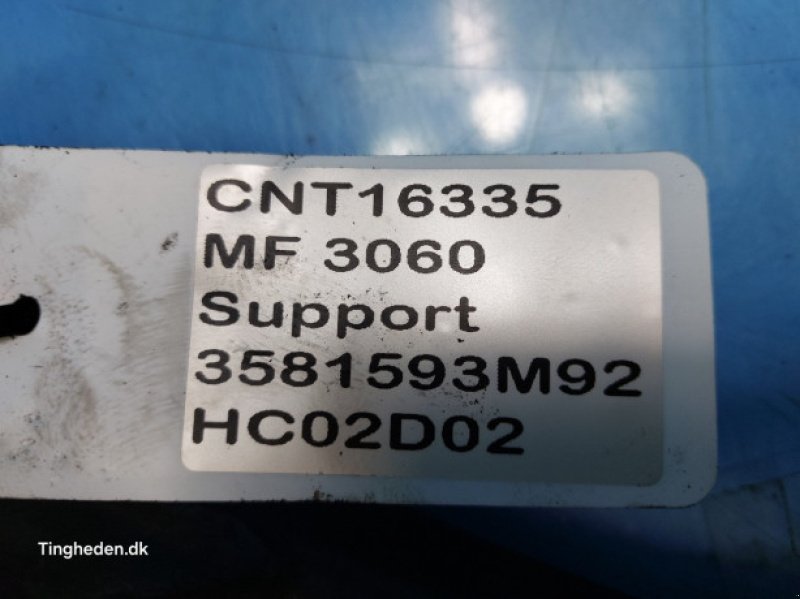 CNT16335
MF 3060
Support
3581593M92
HC02D02
Tingheden.dk